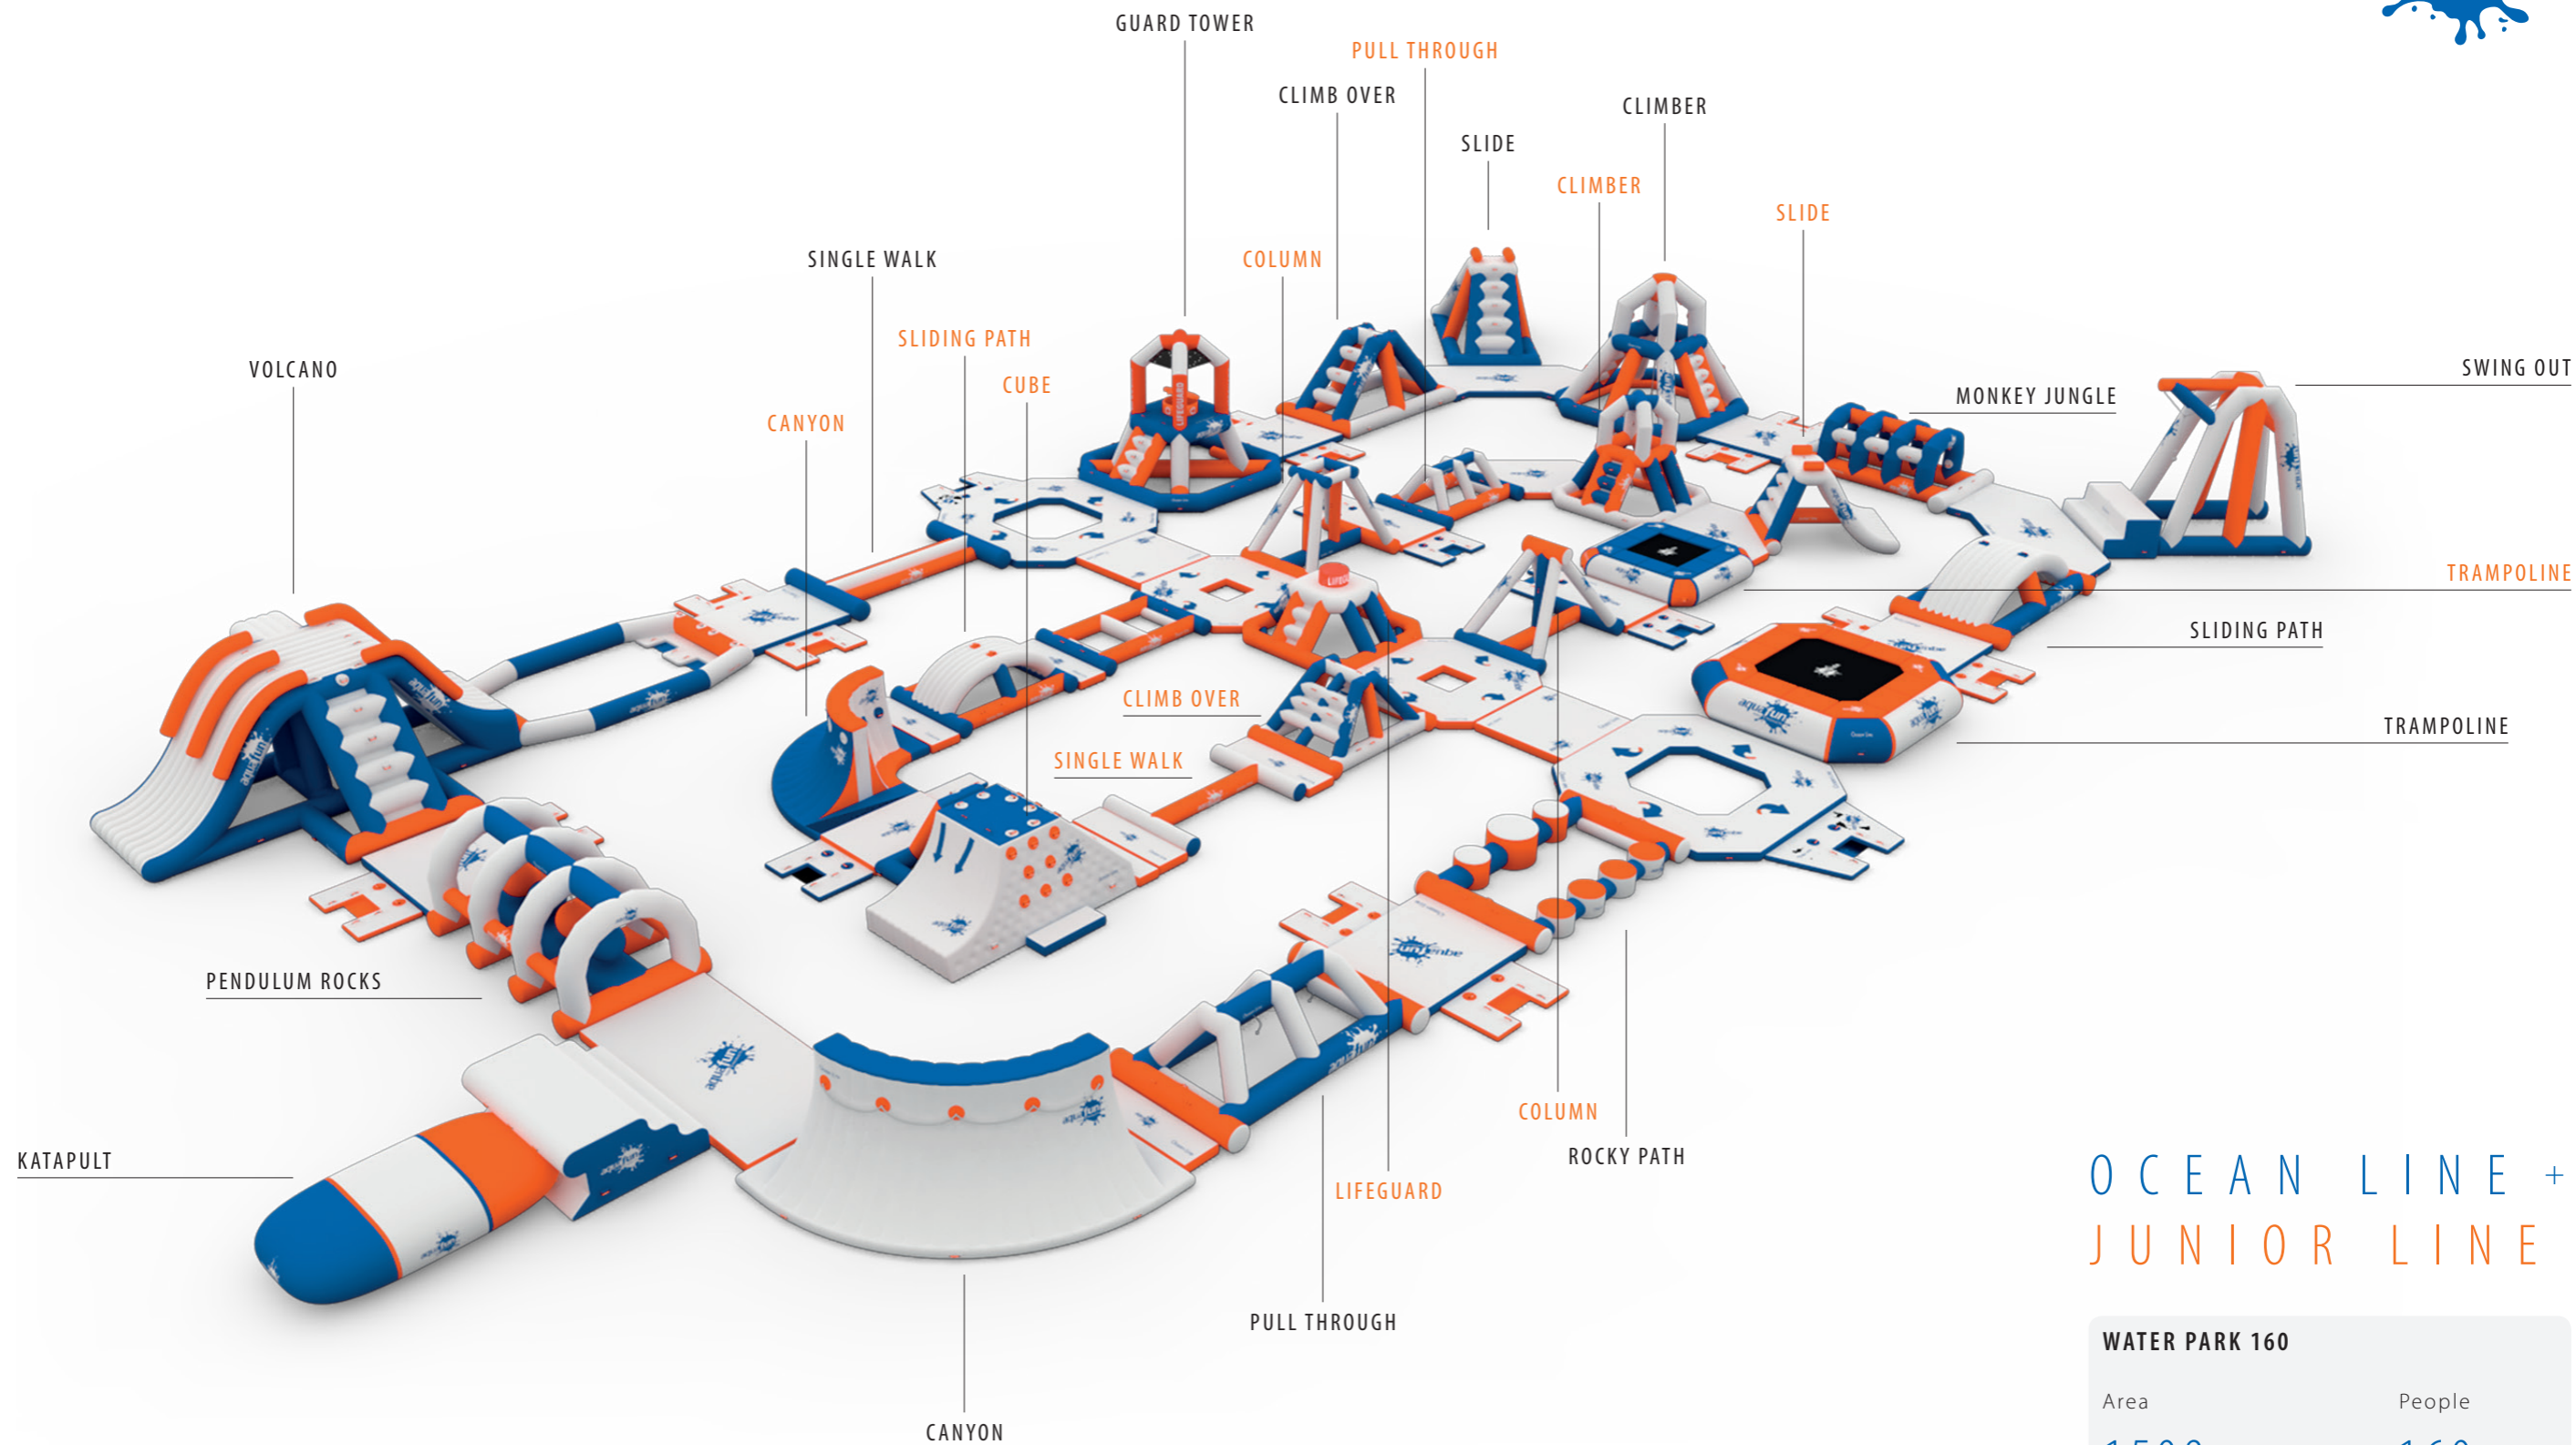 GUARD TOWER
PULL THROUGH
CLIMB OVER
CLIMBER
SLIDE
CLIMBER
SLIDE
SINGLE WALK
COLUMN
SLIDING PATH
VOLCANO
CUBE
CANYON
MONKEY JUNGLE
SWING OUT
LIFEGUARD
TRAMPOLINE
SLIDING PATH
CLIMB OVER
TRAMPOLINE
SINGLE WALK
aquafun
PENDULUM ROCKS
KATAPULT
COLUMN
ROCKY PATH
LIFEGUARD
PULL THROUGH
CANYON
OCEAN LINE +
JUNIOR LINE
WATER PARK 160
Area People